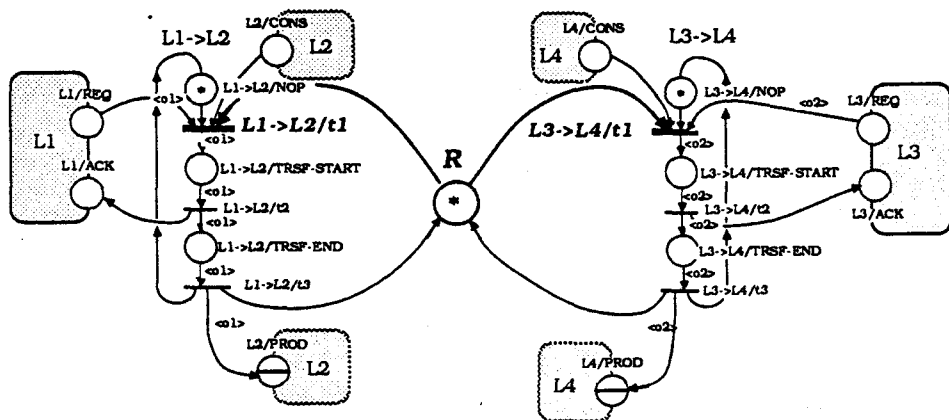 L1->L2
L2/CONS
L2
L1
L1/REQ
<o1>
L1->L2/NOP
*
L1->L2/t1
<o1>
L1/ACK
L1->L2/TRSF-START
<o1>
L1->L2/t2
<o1>
L1->L2/TRSF-END
<o1>
L1->L2/t3
<o1>
L2/PROD
L2
R
*
L4/CONS
L4
L3->L4
L3->L4/NOP
*
<o2>
L3/REQ
L3->L4/t1
<o2>
L3
L3->L4/TRSF-START
<o2>
L3->L4/t2
<o2>
L3/ACK
L3->L4/TRSF-END
<o2>
L3->L4/t3
<o2>
L4/PROD
L4